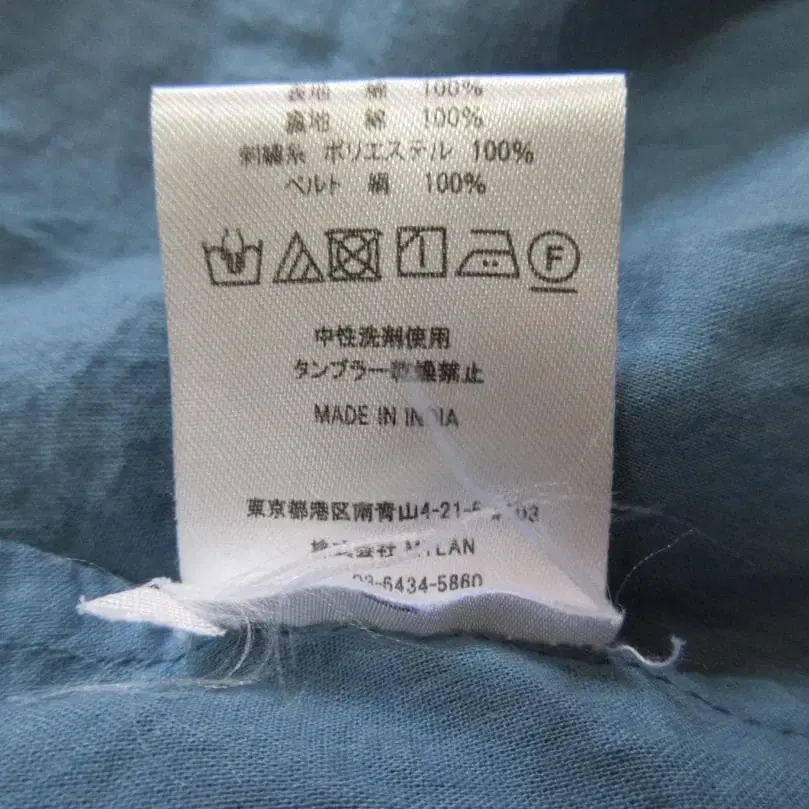 表地 綿 100%
裏地 綿 100%
刺繍糸 ポリエステル 100%
ベルト 絹 100%
F
中性洗剤使用
タンブラー乾燥禁止
MADE IN INDIA
東京都港区南青山4-21-
株式会社 MYLAN
03-6434-5860